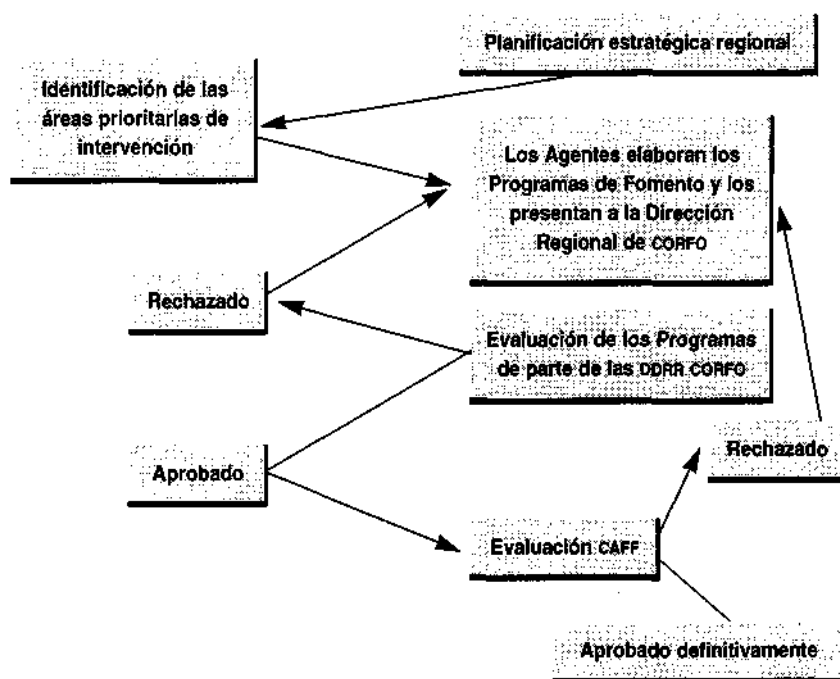 Planificación estratégica regional
Identificación de las
áreas prioritarias de
intervención
Los Agentes elaboran los
Programas de Fomento y los
presentan a la Dirección
Regional de CORFO
Rechazado
Evaluación de los Programas
de parte de las DDRR CORFO
Rechazado
Aprobado
Evaluación CAFF
Aprobado definitivamente